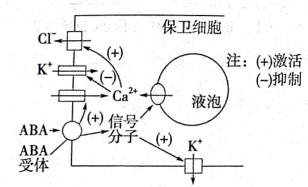 保卫细胞
Cl⁻
(+)
K⁺
(−)
Ca²⁺
注：(+)激活
(−)抑制
液泡
(+)
ABA
信号
分子
(+)
K⁺
ABA
受体